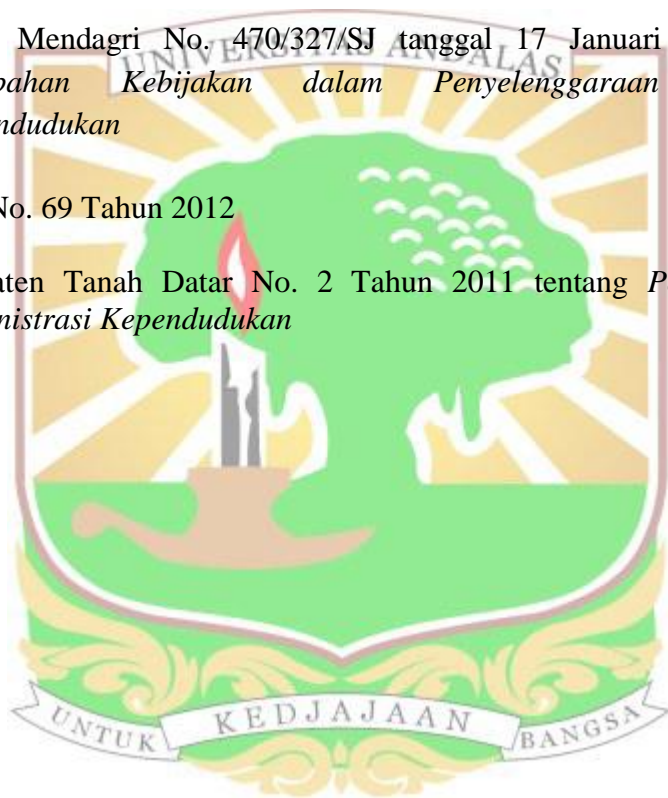 Mendagri No. 470/327/SJ tanggal 17 Januari
UNIVERSITAS ANDALAS
bahan Kebijakan dalam Penyelenggaraan
ndudukan
No. 69 Tahun 2012
aten Tanah Datar No. 2 Tahun 2011 tentang P
nistrasi Kependudukan
UNTUK KEDJAJAAN BANGSA